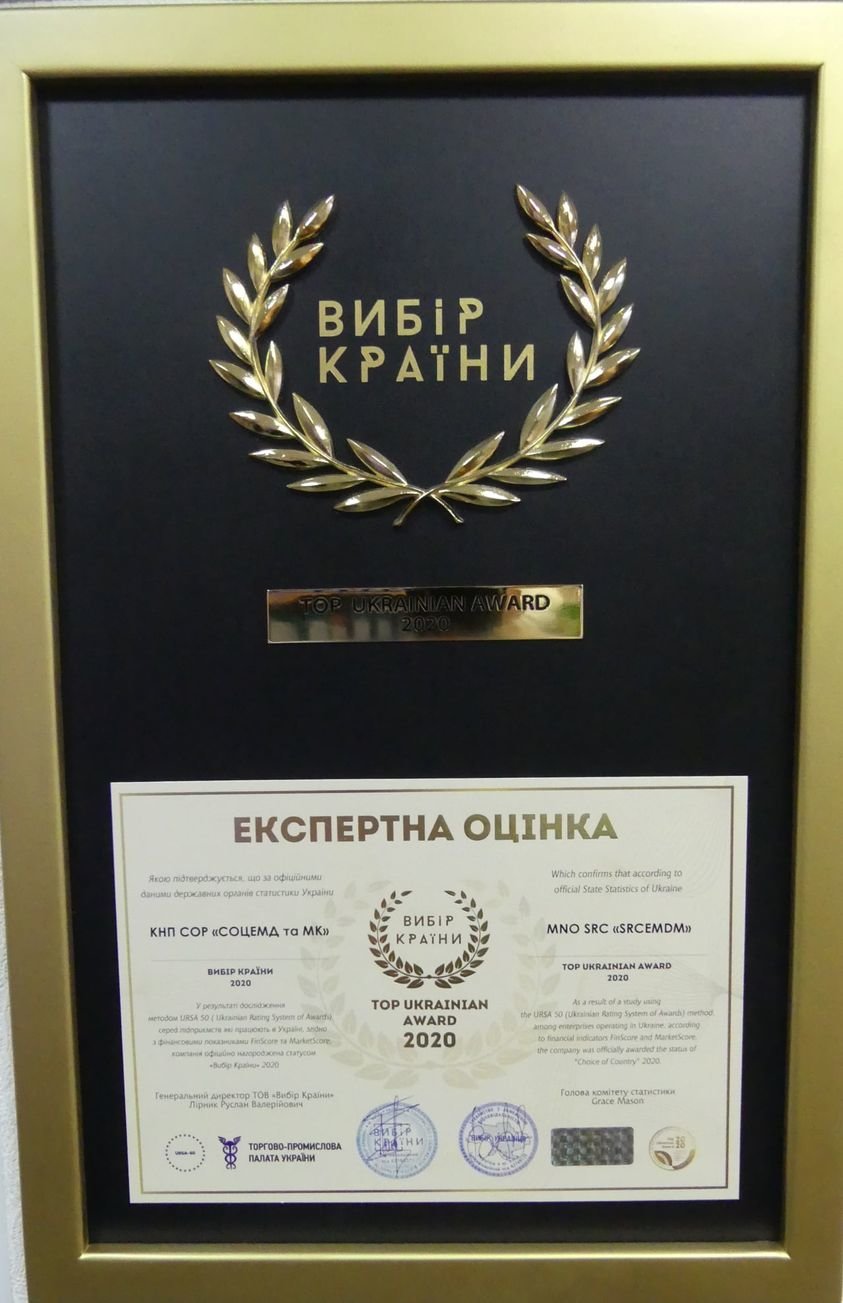 ВИБІР
КРАЇНИ
TOP UKRAINIAN AWARD
2020
ЕКСПЕРТНА ОЦІНКА
Якою підтверджується, що за офіційними
даними державних органів статистики України
КНП СОР «СОЦЕМД та МК»
ВИБІР КРАЇНИ
2020
У результаті дослідження
методом URSA 50 ( Ukrainian Rating System of Awards)
серед підприємств які працюють в Україні, згідно
з фінансовими показниками FinScore та MarketScore,
компанія офіційно нагороджена статусом
«Вибір Країни» 2020
Генеральний директор ТОВ «Вибір Країни»
Лірник Руслан Валерійович
ВИБІР
КРАЇНИ
TOP UKRAINIAN
AWARD
2020
Which confirms that according to
official State Statistics of Ukraine
MNO SRC «SRCEMDM»
TOP UKRAINIAN AWARD
2020
As a result of a study using
the URSA 50 (Ukrainian Rating System of Awards) method,
among enterprises operating in Ukraine, according
to financial indicators FinScore and MarketScore,
the company was officially awarded the status of
"Choice of Country" 2020.
Голова комітету статистики
Grace Mason
URSA-50
ТОРГОВО-ПРОМИСЛОВА
ПАЛАТА УКРАЇНИ
ВИБІР
КРАЇНИ